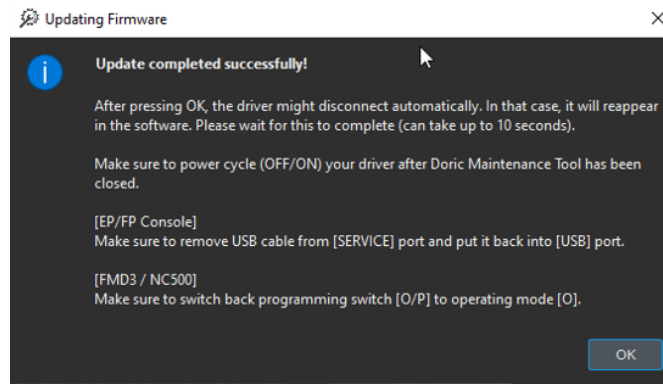 Updating Firmware
Update completed successfully!
After pressing OK, the driver might disconnect automatically. In that case, it will reappear
in the software. Please wait for this to complete (can take up to 10 seconds).
Make sure to power cycle (OFF/ON) your driver after Doric Maintenance Tool has been
closed.
[EP/FP Console]
Make sure to remove USB cable from [SERVICE] port and put it back into [USB] port.
[FMD3 / NC500]
Make sure to switch back programming switch [O/P] to operating mode [O].
OK